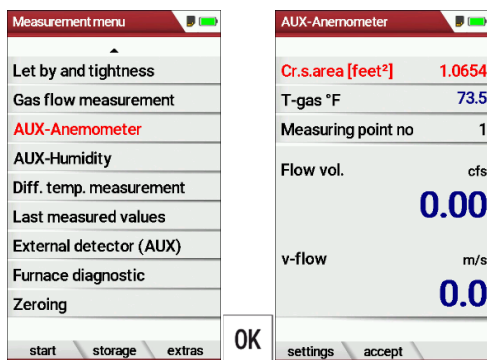 Measurement menu
Let by and tightness
Gas flow measurement
AUX-Anemometer
AUX-Humidity
Diff. temp. measurement
Last measured values
External detector (AUX)
Furnace diagnostic
Zeroing
start storage extras
OK
AUX-Anemometer
Cr.s.area [feet²] 1.0654
T-gas °F 73.5
Measuring point no 1
Flow vol. cfs
0.00
v-flow m/s
0.0
settings accept